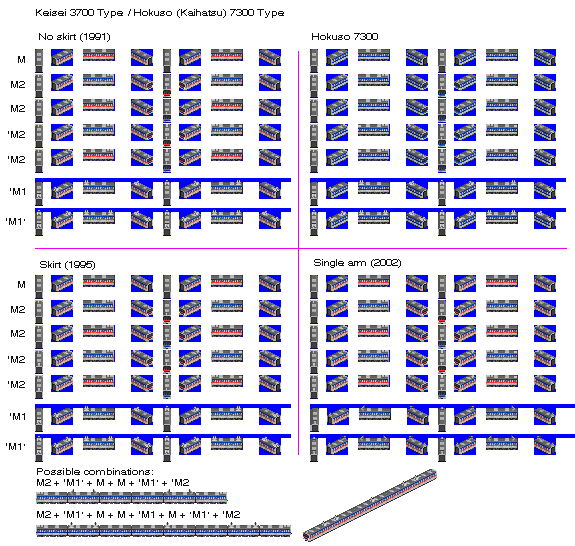 Keisei 3700 Type / Hokuso (Kaihatsu) 7300 Type
No skirt (1991)
Hokuso 7300
M
M2
M2
'M2
'M2
'M1
'M1'
Skirt (1995)
Single arm (2002)
M
M2
M2
'M2
'M2
'M1
'M1'
Possible combinations:
M2 + 'M1' + M + M + 'M1' + 'M2
M2 + 'M1' + M + M + 'M1 + M + 'M1' + 'M2